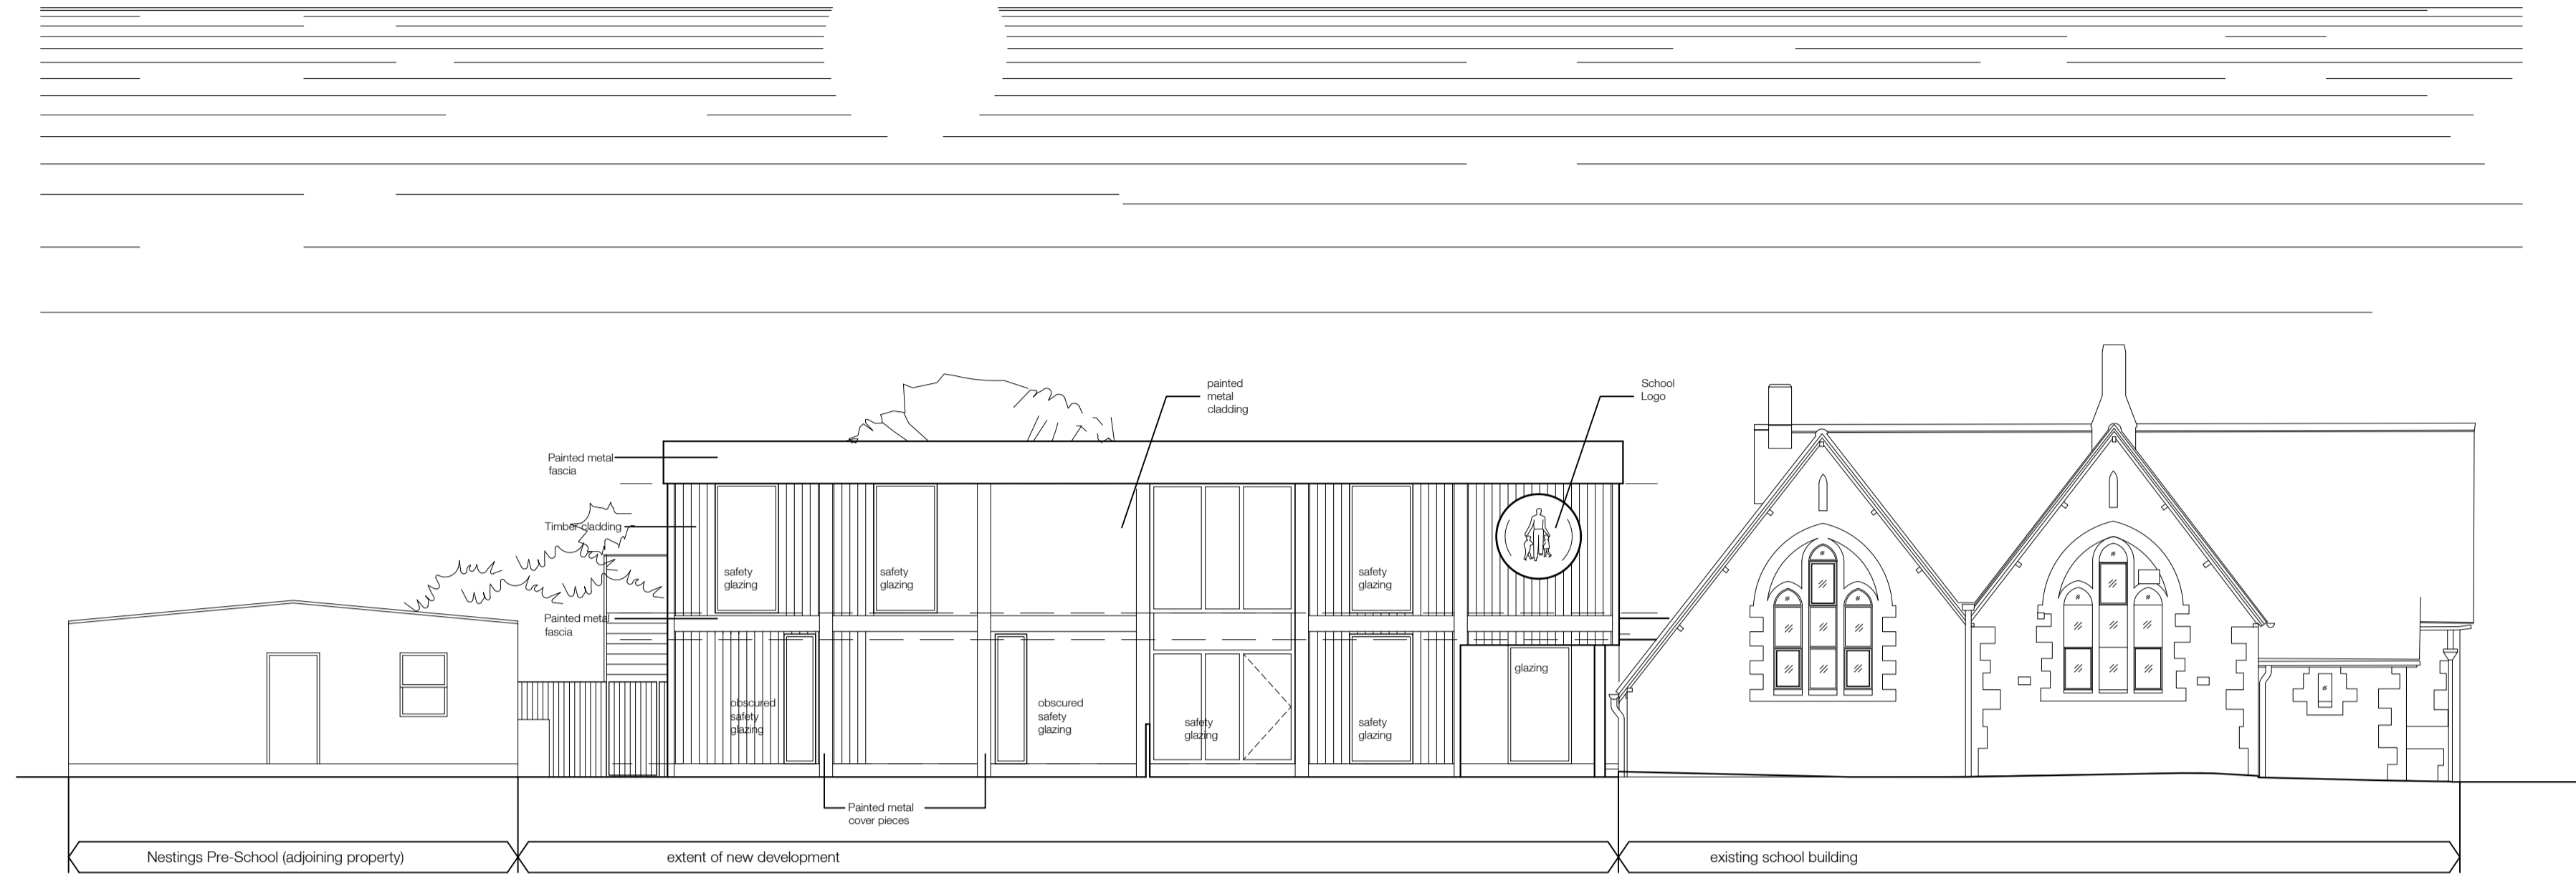 painted
metal
cladding
School
Logo
Painted metal
fascia
Timber cladding
safety
glazing
safety
glazing
safety
glazing
Painted metal
fascia
glazing
obscured
safety
glazing
obscured
safety
glazing
safety
glazing
safety
glazing
Painted metal
cover pieces
Nestings Pre-School (adjoining property)
extent of new development
existing school building